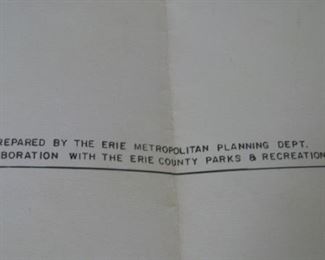 REPARED BY THE ERIE METROPOLITAN PLANNING DEPT.
BORATION WITH THE ERIE COUNTY PARKS & RECREATION